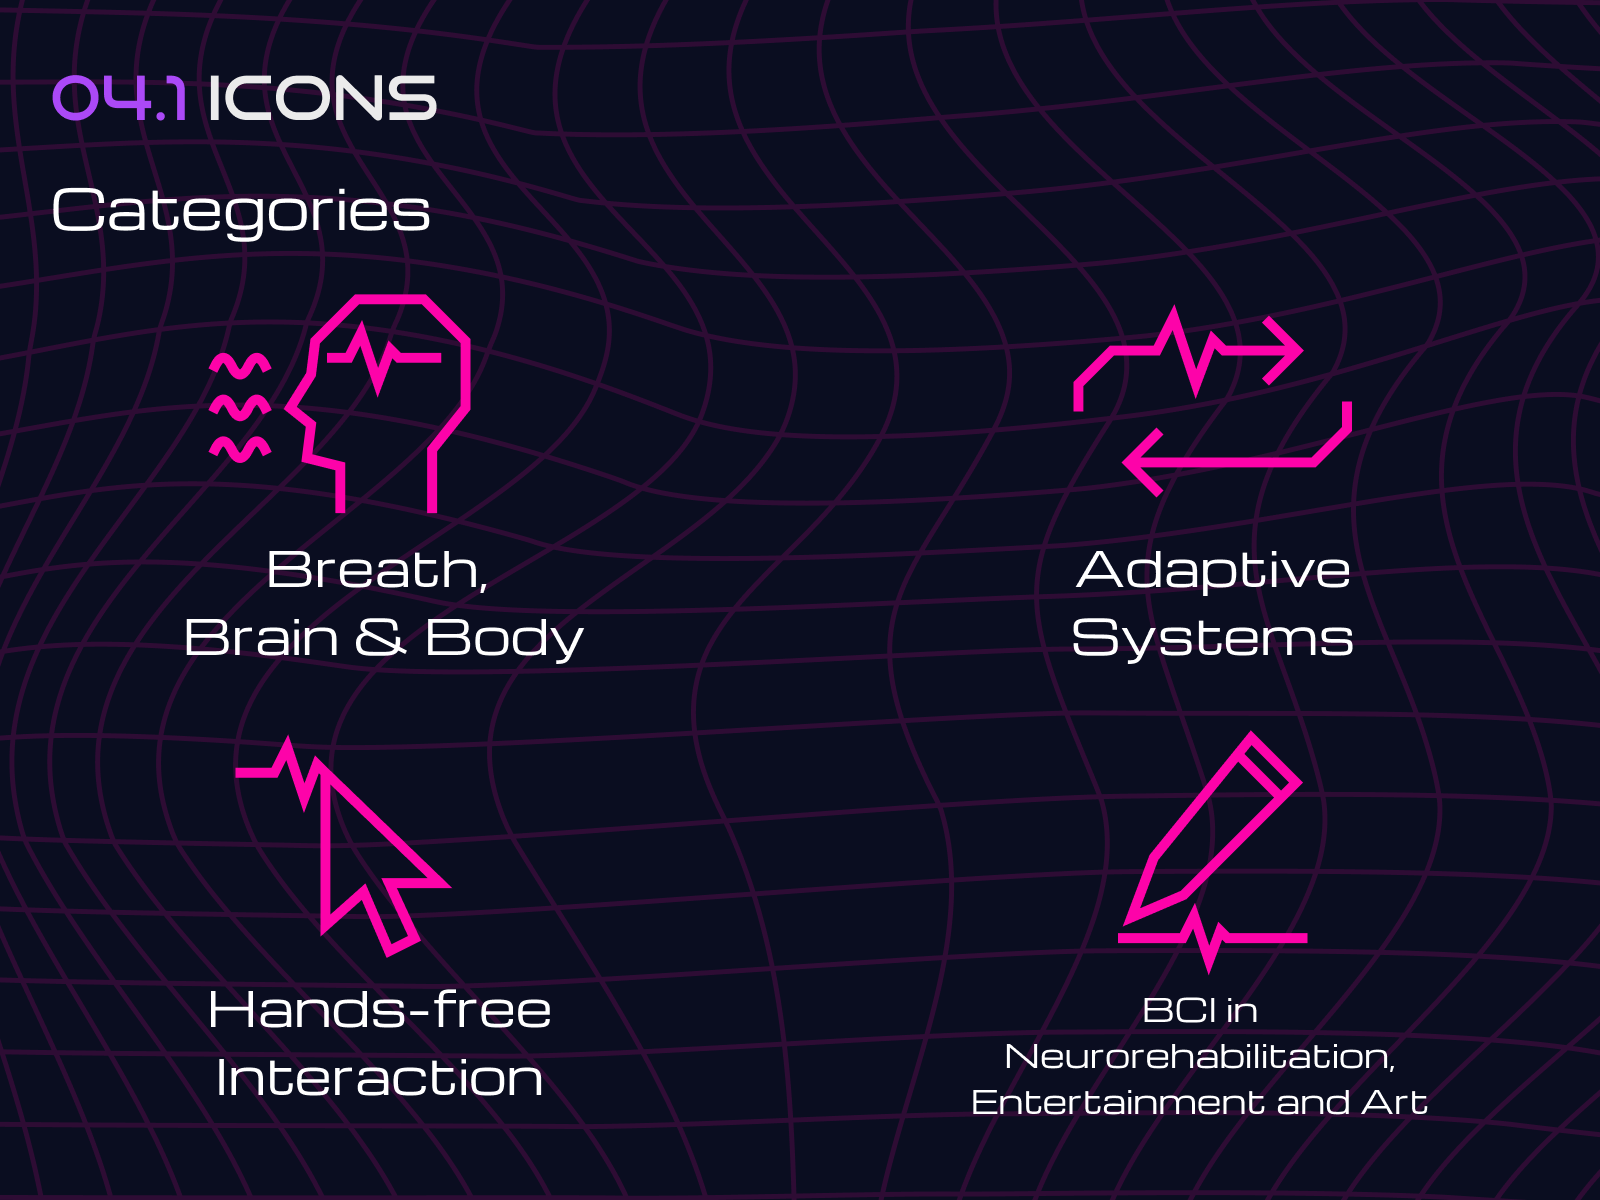 04.1 ICONS
Categories
Breath,
Brain & Body
Adaptive
Systems
Hands-free
Interaction
BCI in
Neurorehabilitation,
Entertainment and Art